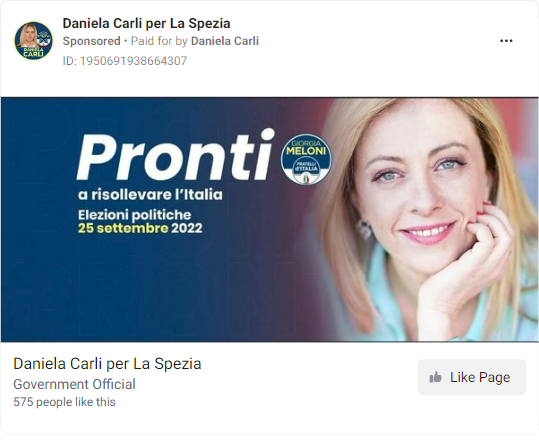 Daniela Carli per La Spezia
Sponsored • Paid for by Daniela Carli
ID: 1950691938664307
Pronti
a risollevare l'Italia
Elezioni politiche
25 settembre 2022
GIORGIA
MELONI
FRATELLI
d'ITALIA
Daniela Carli per La Spezia
Government Official
575 people like this
Like Page